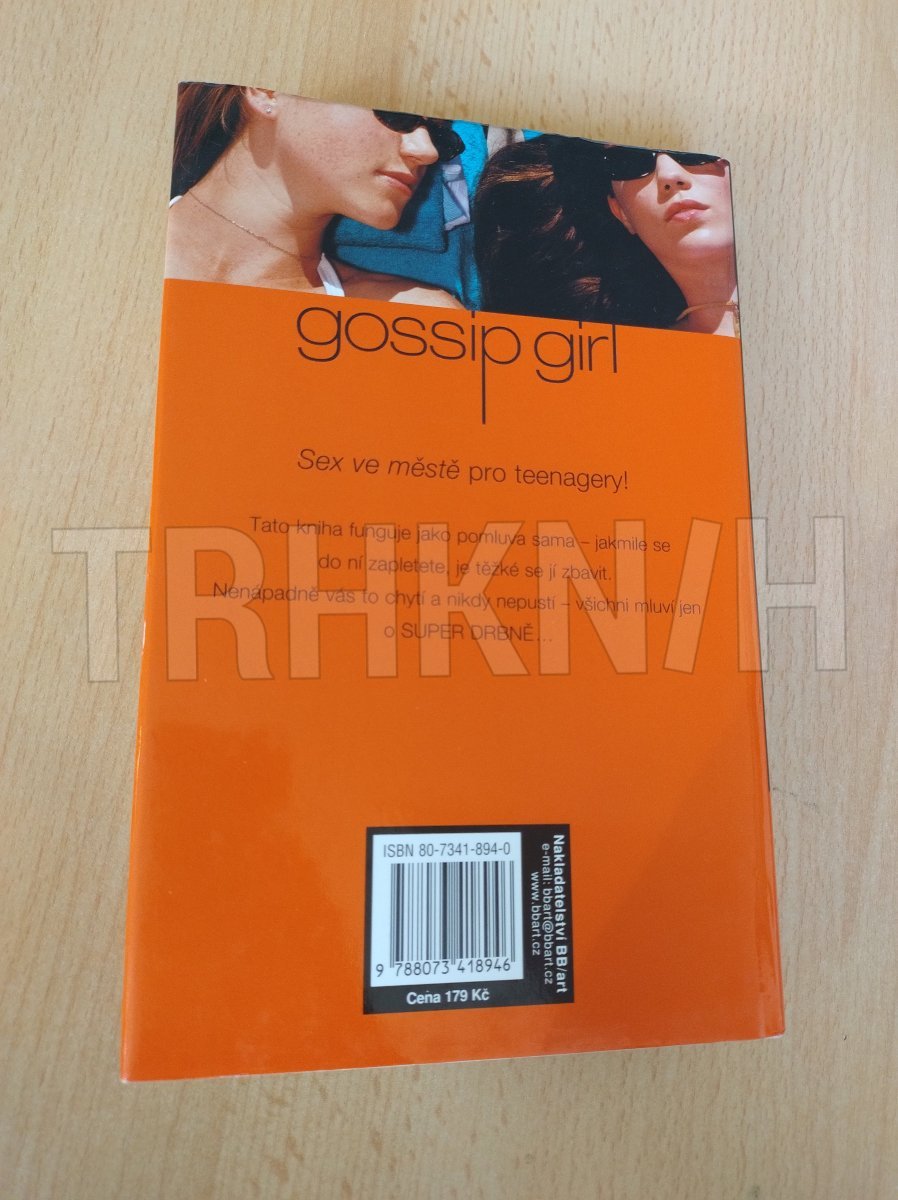 gossip girl
Sex ve městě pro teenagery!
Tato kniha funguje jako pomluva sama – jakmile se
do ní zapletete, je těžké se jí zbavit.
Nenápadně vás to chytí a nikdy nepustí – všichni mluví jen
o SUPER DRBNĚ...
TRHKNIH
ISBN 80-7341-894-0
9 788073 418946
Cena 179 Kč
Nakladatelství BB/art
e-mail: bbart@bbart.cz
www.bbart.cz